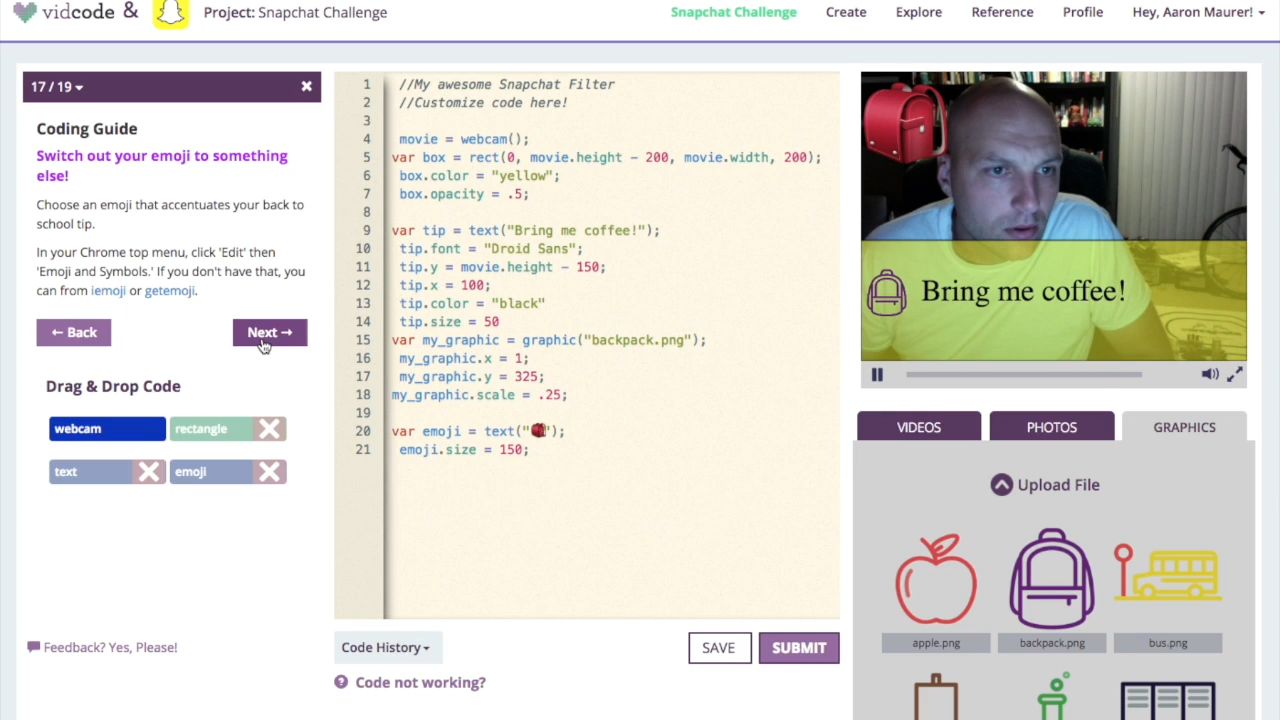 vidcode & Project: Snapchat Challenge
Snapchat Challenge Create Explore Reference Profile Hey, Aaron Maurer!
17 / 19
Coding Guide
Switch out your emoji to something
else!
Choose an emoji that accentuates your back to
school tip.
In your Chrome top menu, click 'Edit' then
'Emoji and Symbols.' If you don't have that, you
can from iemoji or getemoji.
← Back
Next →
Drag & Drop Code
webcam
rectangle
text
emoji
Feedback? Yes, Please!
1 //My awesome Snapchat Filter
2 //Customize code here!
3
4 movie = webcam();
5 var box = rect(0, movie.height - 200, movie.width, 200);
6 box.color = "yellow";
7 box.opacity = .5;
8
9 var tip = text("Bring me coffee!");
10 tip.font = "Droid Sans";
11 tip.y = movie.height - 150;
12 tip.x = 100;
13 tip.color = "black"
14 tip.size = 50
15 var my_graphic = graphic("backpack.png");
16 my_graphic.x = 1;
17 my_graphic.y = 325;
18 my_graphic.scale = .25;
19
20 var emoji = text("🎒");
21 emoji.size = 150;
Code History
SAVE
SUBMIT
Code not working?
Bring me coffee!
VIDEOS
PHOTOS
GRAPHICS
Upload File
apple.png
backpack.png
bus.png